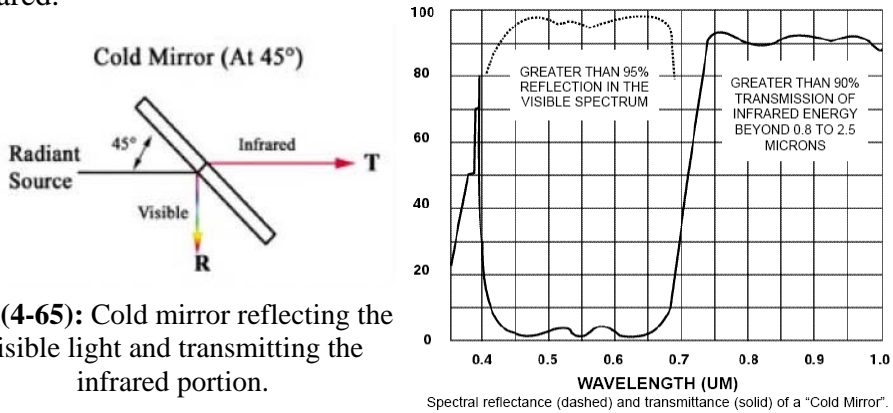 Cold Mirror (At 45°)
45°
Radiant
Source
Infrared
T
Visible
R
(4-65): Cold mirror reflecting the
isible light and transmitting the
infrared portion.
100
80
60
40
20
0
GREATER THAN 95%
REFLECTION IN THE
VISIBLE SPECTRUM
GREATER THAN 90%
TRANSMISSION OF
INFRARED ENERGY
BEYOND 0.8 TO 2.5
MICRONS
0.4 0.5 0.6 0.7 0.8 0.9 1.0
WAVELENGTH (UM)
Spectral reflectance (dashed) and transmittance (solid) of a "Cold Mirror".